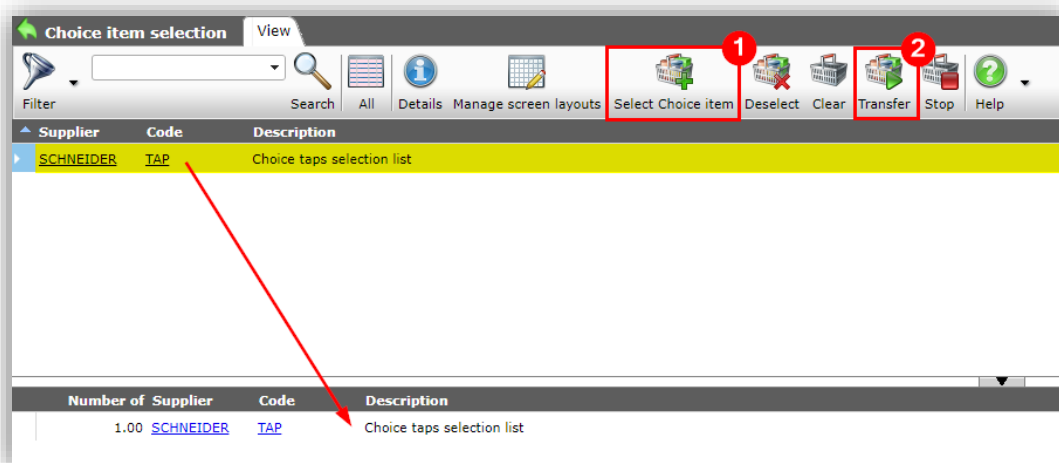 Choice item selection View
1 2
Filter Search All Details Manage screen layouts Select Choice item Deselect Clear Transfer Stop Help
Supplier Code Description
SCHNEIDER TAP Choice taps selection list
Number of Supplier Code Description
1.00 SCHNEIDER TAP Choice taps selection list